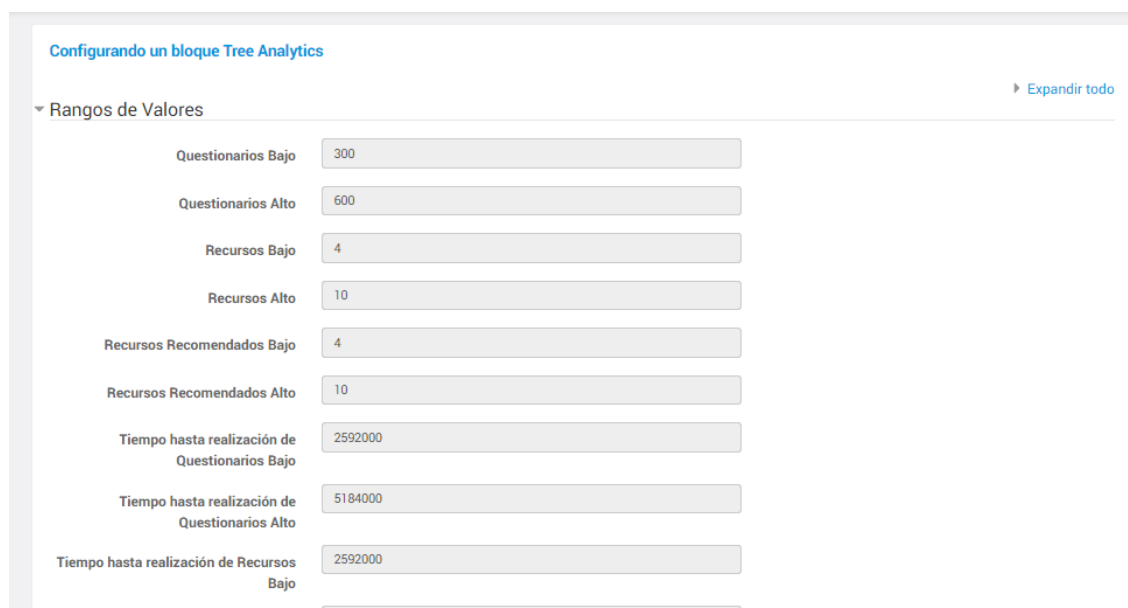 Configurando un bloque Tree Analytics
Expandir todo
Rangos de Valores
Questionarios Bajo 300
Questionarios Alto 600
Recursos Bajo 4
Recursos Alto 10
Recursos Recomendados Bajo 4
Recursos Recomendados Alto 10
Tiempo hasta realización de 2592000
Questionarios Bajo
Tiempo hasta realización de 5184000
Questionarios Alto
Tiempo hasta realización de Recursos 2592000
Bajo